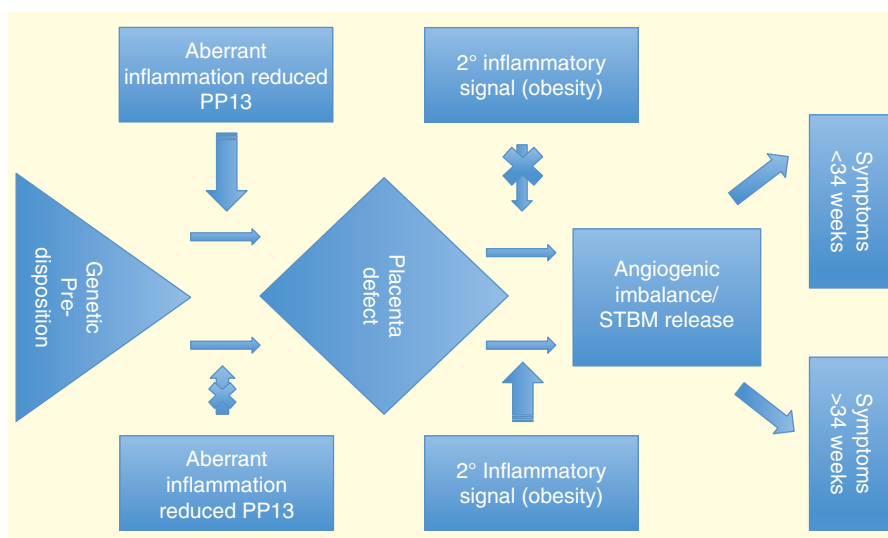 Aberrant
inflammation reduced
PP13
2° inflammatory
signal (obesity)
Symptoms
<34 weeks
Genetic
Pre-
disposition
Placenta
defect
Angiogenic
imbalance/
STBM release
Aberrant
inflammation
reduced PP13
2° Inflammatory
signal (obesity)
Symptoms
>34 weeks